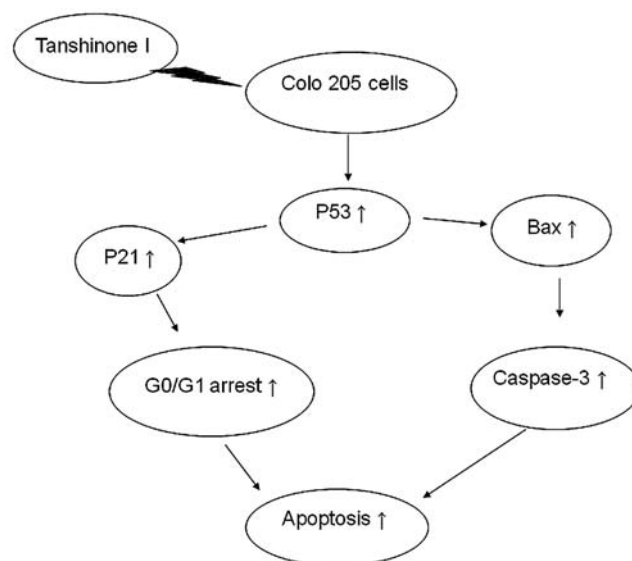 Tanshinone I
Colo 205 cells
P53 ↑
P21 ↑
Bax ↑
G0/G1 arrest ↑
Caspase-3 ↑
Apoptosis ↑